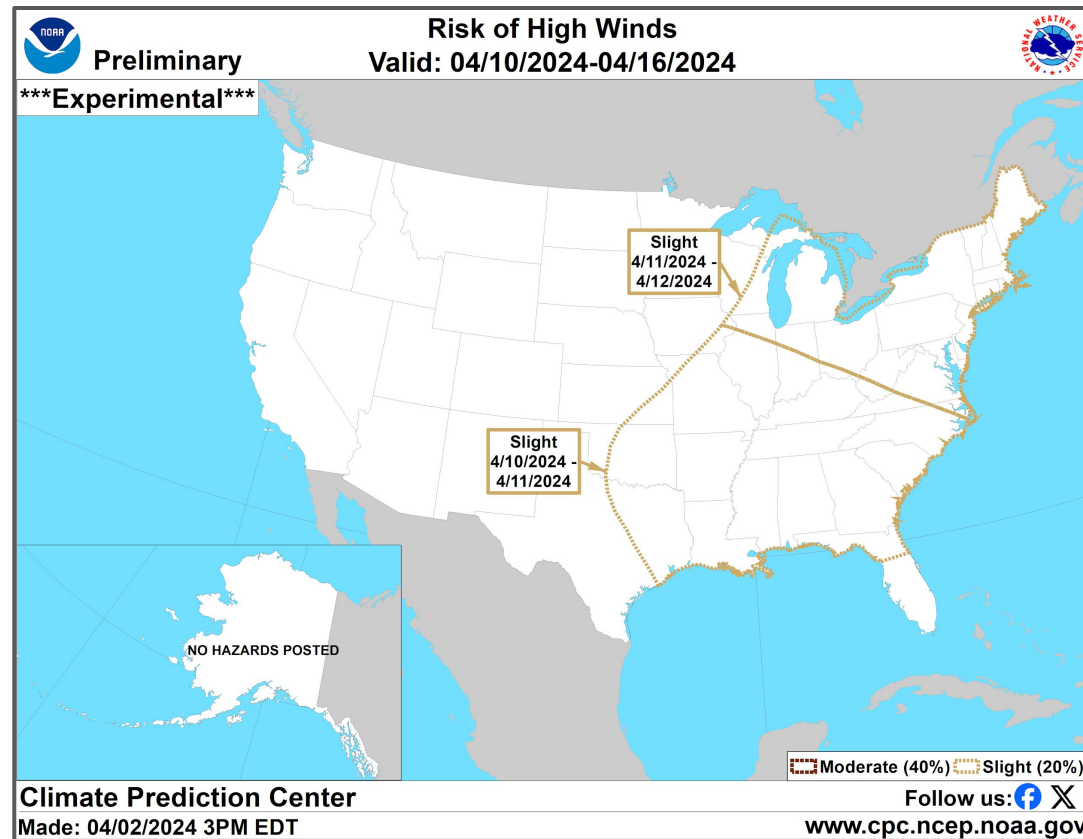 NOAA
Preliminary
Risk of High Winds
Valid: 04/10/2024-04/16/2024
NATIONAL WEATHER SERVICE
***Experimental***
Slight
4/11/2024 -
4/12/2024
Slight
4/10/2024 -
4/11/2024
NO HAZARDS POSTED
Moderate (40%) Slight (20%)
Climate Prediction Center
Follow us:
Made: 04/02/2024 3PM EDT
www.cpc.ncep.noaa.gov